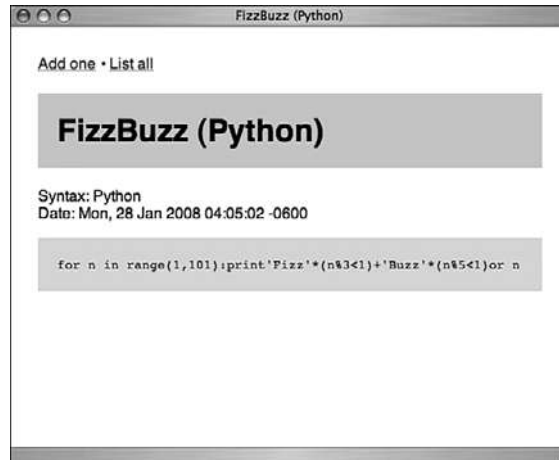 FizzBuzz (Python)
Add one • List all
FizzBuzz (Python)
Syntax: Python
Date: Mon, 28 Jan 2008 04:05:02 -0600
for n in range(1,101):print'Fizz'*(n%3<1)+'Buzz'*(n%5<1)or n